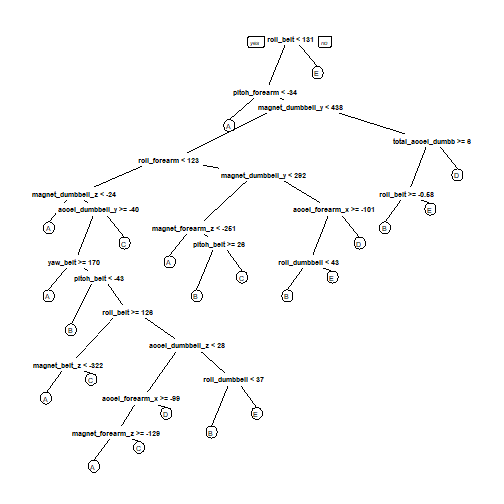 yes roll_belt < 131 no
E
pitch_forearm < -34
A
magnet_dumbbell_y < 438
total_accel_dumbb >= 6
D
roll_forearm < 123
magnet_dumbbell_y < 292
roll_belt >= -0.58
B
E
magnet_dumbbell_z < -24
A
accel_dumbbell_y >= -40
C
magnet_forearm_z < -251
A
pitch_belt >= 26
B
C
accel_forearm_x >= -101
D
roll_dumbbell < 43
B
E
yaw_belt >= 170
A
pitch_belt < -43
B
roll_belt >= 126
magnet_belt_z < -322
A
C
accel_dumbbell_z < 28
accel_forearm_x >= -99
D
magnet_forearm_z >= -129
A
C
roll_dumbbell < 37
B
E